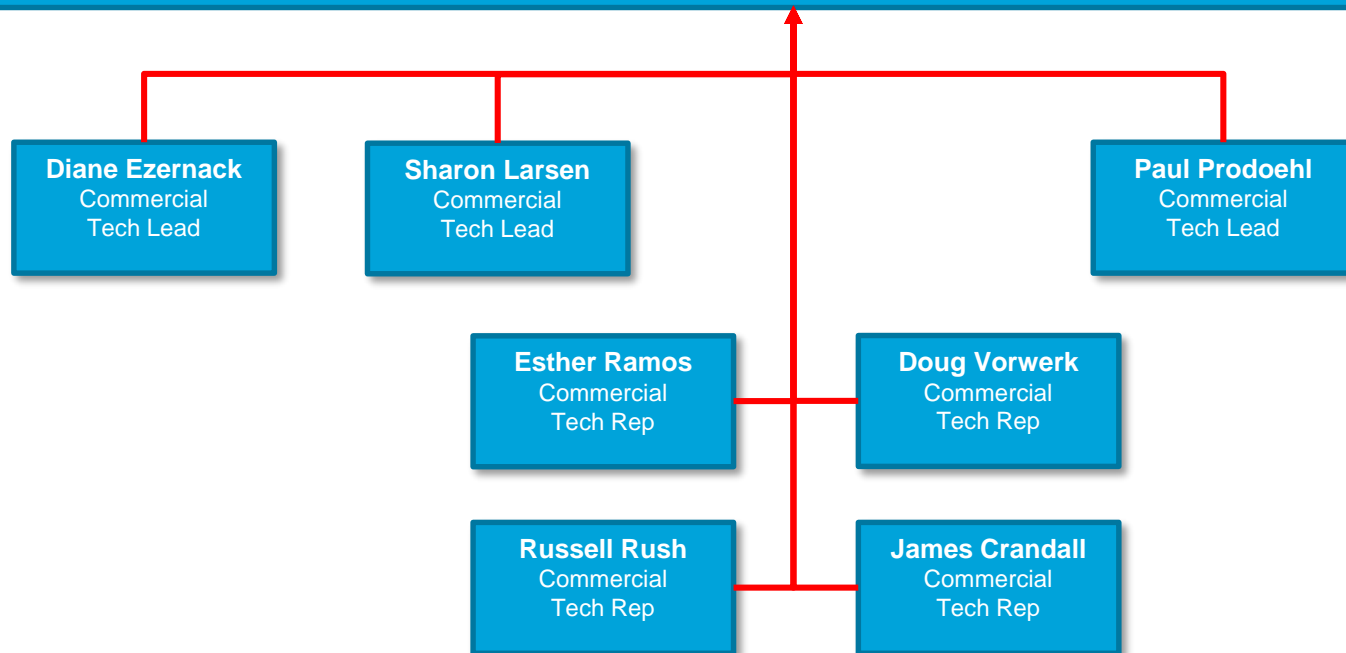 Diane Ezernack
Commercial
Tech Lead
Sharon Larsen
Commercial
Tech Lead
Paul Prodoehl
Commercial
Tech Lead
Esther Ramos
Commercial
Tech Rep
Doug Vorwerk
Commercial
Tech Rep
Russell Rush
Commercial
Tech Rep
James Crandall
Commercial
Tech Rep